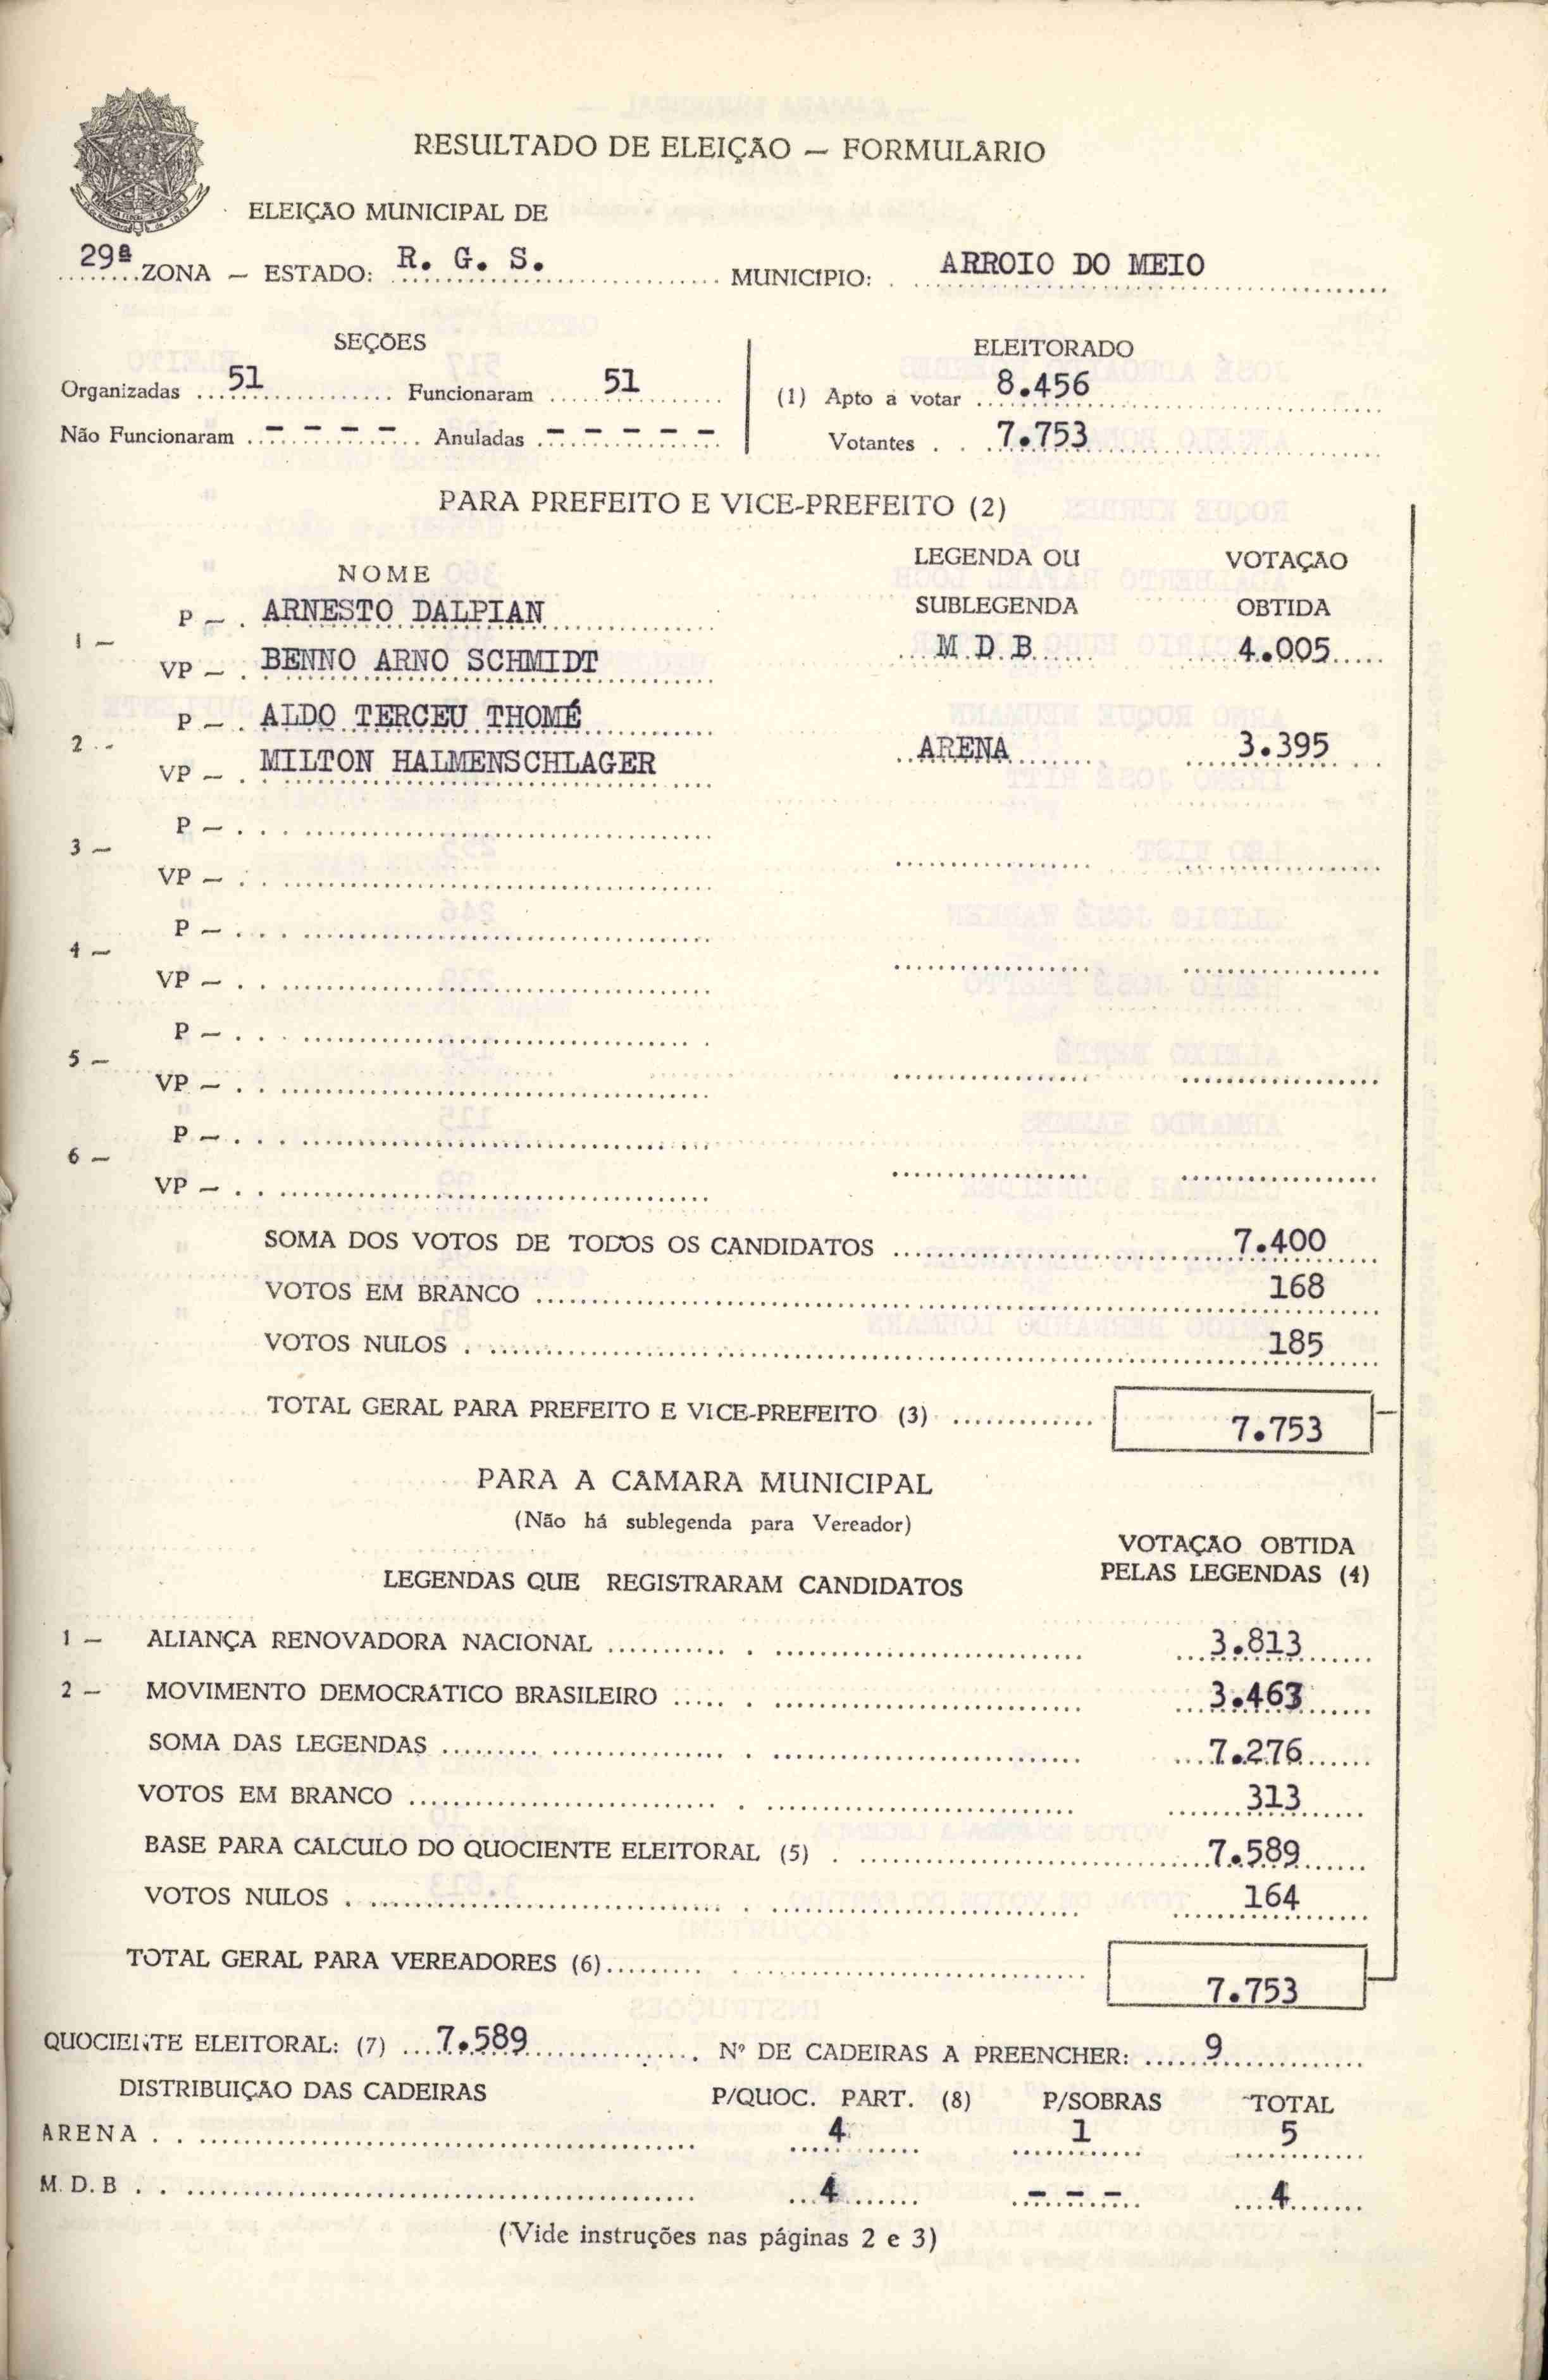 RESULTADO DE ELEIÇÃO — FORMULARIO
ELEIÇÃO MUNICIPAL DE
29ª ZONA — ESTADO: R. G. S. MUNICIPIO: ARROIO DO MEIO
SEÇÕES ELEITORADO
Organizadas 51 Funcionaram 51 (1) Apto a votar 8.456
Não Funcionaram - - - - Anuladas - - - - - Votantes 7.753
PARA PREFEITO E VICE-PREFEITO (2)
NOME LEGENDA OU SUBLEGENDA VOTAÇÃO OBTIDA
1 — P — ARNESTO DALPIAN
VP — BENNO ARNO SCHMIDT M D B 4.005
2 - P — ALDO TERCEU THOMÉ
VP — MILTON HALMENSCHLAGER ARENA 3.395
3 — P —
VP —
4 — P —
VP —
5 — P —
VP —
6 — P —
VP —
SOMA DOS VOTOS DE TODOS OS CANDIDATOS 7.400
VOTOS EM BRANCO 168
VOTOS NULOS 185
TOTAL GERAL PARA PREFEITO E VICE-PREFEITO (3) 7.753
PARA A CAMARA MUNICIPAL
(Não há sublegenda para Vereador)
LEGENDAS QUE REGISTRARAM CANDIDATOS VOTAÇÃO OBTIDA PELAS LEGENDAS (4)
1 — ALIANÇA RENOVADORA NACIONAL 3.813
2 — MOVIMENTO DEMOCRATICO BRASILEIRO 3.463
SOMA DAS LEGENDAS 7.276
VOTOS EM BRANCO 313
BASE PARA CALCULO DO QUOCIENTE ELEITORAL (5) 7.589
VOTOS NULOS 164
TOTAL GERAL PARA VEREADORES (6) 7.753
QUOCIENTE ELEITORAL: (7) 7.589 Nº DE CADEIRAS A PREENCHER: 9
DISTRIBUIÇÃO DAS CADEIRAS P/QUOC. PART. (8) P/SOBRAS TOTAL
ARENA 4 1 5
M. D. B 4 - - - 4
(Vide instruções nas páginas 2 e 3)